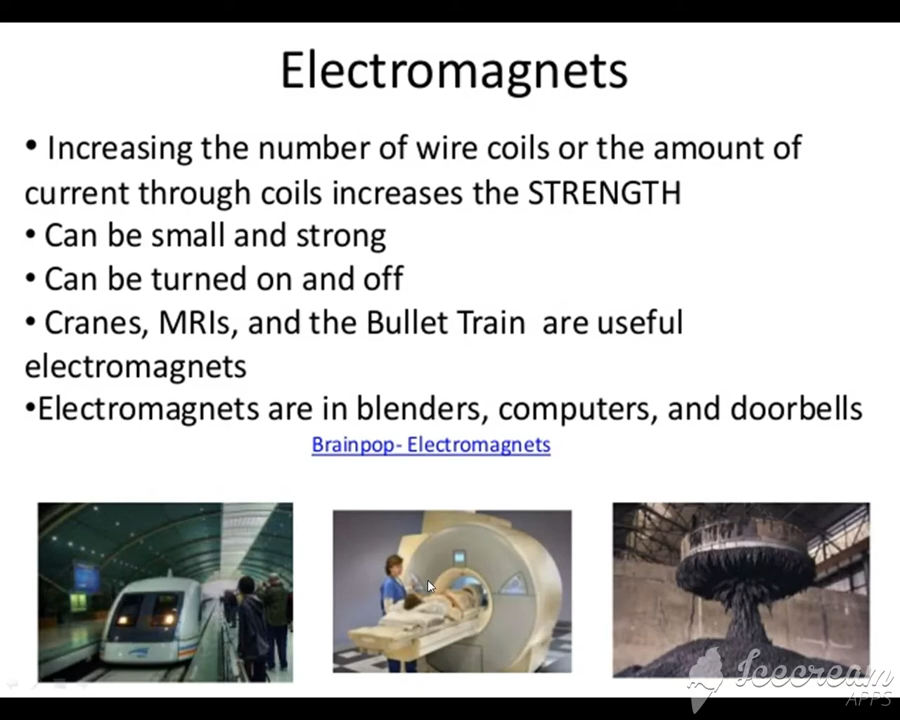 Electromagnets
• Increasing the number of wire coils or the amount of
current through coils increases the STRENGTH
• Can be small and strong
• Can be turned on and off
• Cranes, MRIs, and the Bullet Train are useful
electromagnets
•Electromagnets are in blenders, computers, and doorbells
Brainpop- Electromagnets
Icecream
APPS